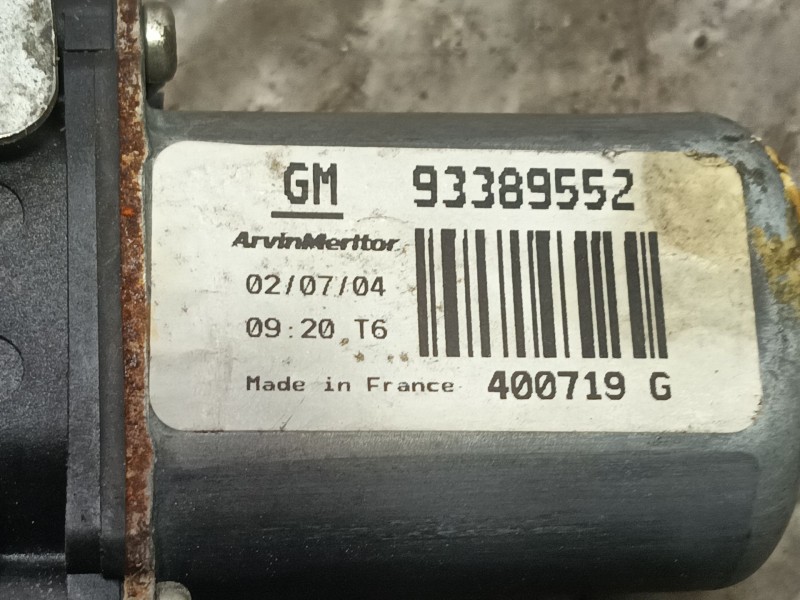 GM 93389552
ArvinMeritor
02/07/04
09:20 T6
Made in France 400719 G